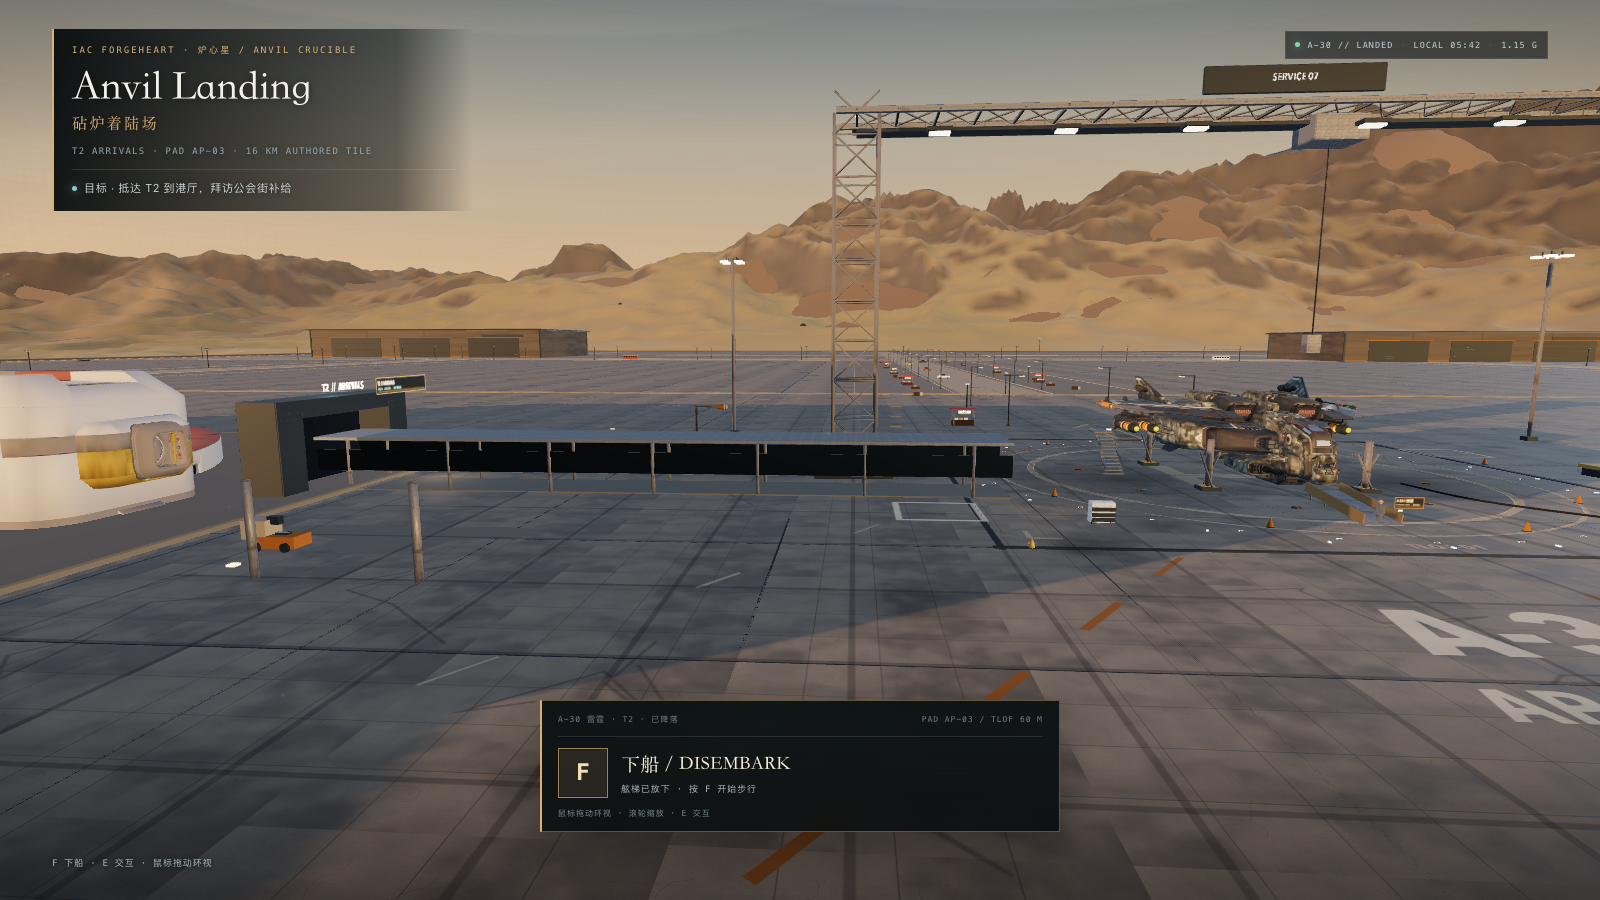 IAC FORGEHEART · 炉心星 / ANVIL CRUCIBLE
Anvil Landing
砧炉着陆场
T2 ARRIVALS · PAD AP-03 · 16 KM AUTHORED TILE
目标 · 抵达 T2 到港厅，拜访公会街补给
A-30 // LANDED · LOCAL 05:42 · 1.15 G
SERVICE 07
T2 // ARRIVALS
A-3
AP
A-30 雷霆 · T2 · 已降落
PAD AP-03 / TLOF 60 M
F
下船 / DISEMBARK
舷梯已放下 · 按 F 开始步行
鼠标拖动环视 · 滚轮缩放 · E 交互
F 下船 · E 交互 · 鼠标拖动环视